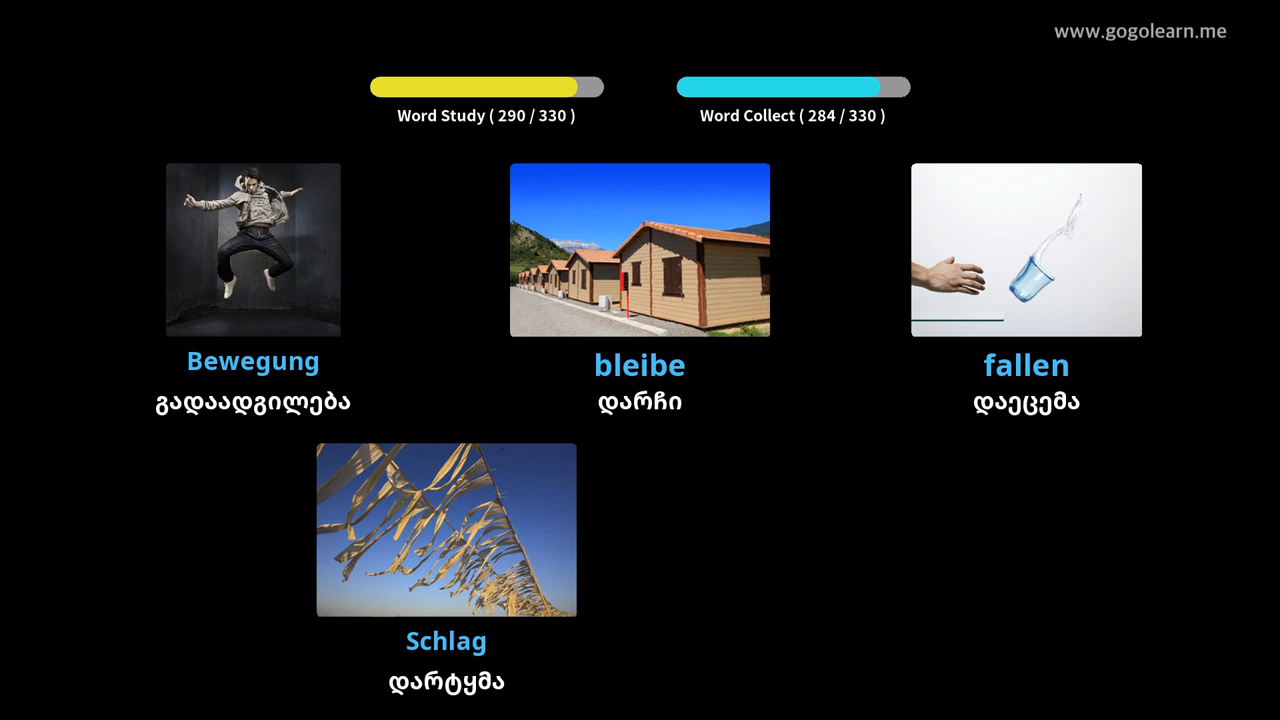 www.gogolearn.me
Word Study ( 290 / 330 )
Word Collect ( 284 / 330 )
Bewegung
გადაადგილება
bleibe
დარჩი
fallen
დაეცემა
Schlag
დარტყმა